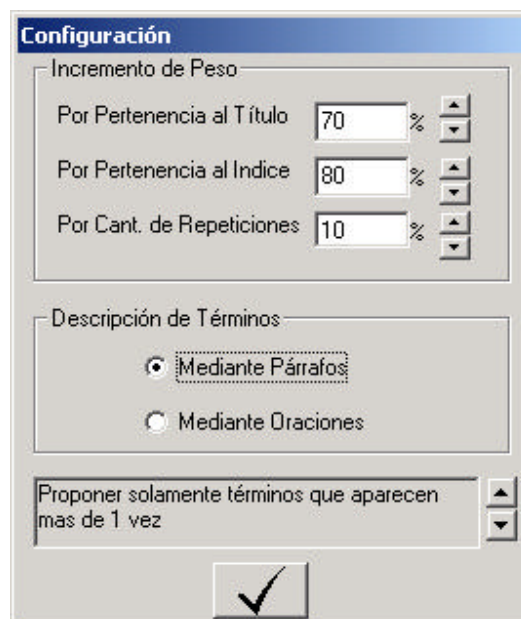 Configuración
Incremento de Peso
Por Pertenencia al Título 70 %
Por Pertenencia al Indice 80 %
Por Cant. de Repeticiones 10 %
Descripción de Términos
Mediante Párrafos
Mediante Oraciones
Proponer solamente términos que aparecen
mas de 1 vez